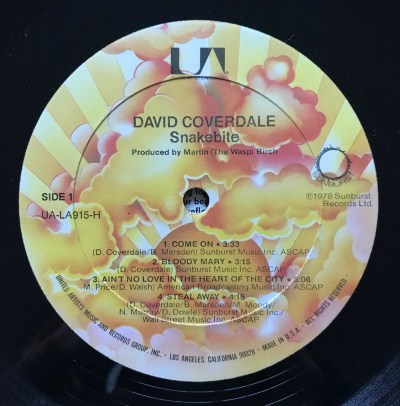 UA
DAVID COVERDALE
Snakebite
Produced by Martin (The Wasp) Birch
SUNBURST
SIDE 1
UA-LA915-H
℗1978 Sunburst
Records Ltd.
1. COME ON • 3:33
(D. Coverdale/B. Marsden) Sunburst Music Inc. ASCAP
2. BLOODY MARY • 3:15
(D. Coverdale) Sunburst Music Inc. ASCAP
3. AIN'T NO LOVE IN THE HEART OF THE CITY • 5:06
M. Price/D. Walsh) American Broadcasting Music Inc. ASCAP
4. STEAL AWAY • 4:18
(D. Coverdale/B. Marsden/M. Moody/
N. Murray/D. Dowle) Sunburst Music Inc./
Wall Street Music Inc. ASCAP
UNITED ARTISTS MUSIC AND RECORDS GROUP, INC. • LOS ANGELES, CALIFORNIA 90028 • MADE IN U.S.A. • ALL RIGHTS RESERVED •